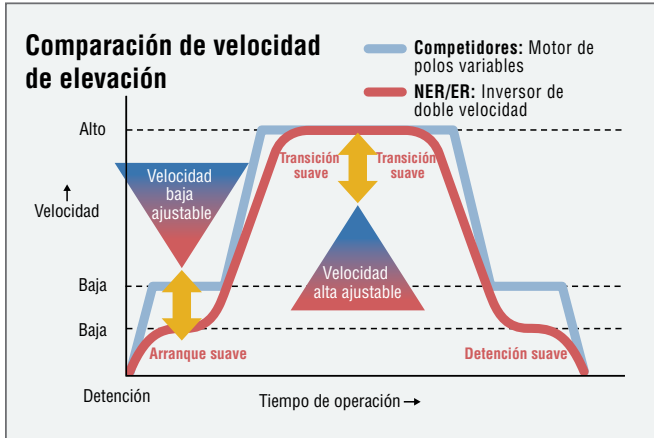 Comparación de velocidad
de elevación
Competidores: Motor de
polos variables
NER/ER: Inversor de
doble velocidad
Alto
Transición
suave
Transición
suave
Velocidad
baja
ajustable
↑
Velocidad
Velocidad
alta ajustable
Baja
Baja
Arranque suave
Detención suave
Detención
Tiempo de operación →